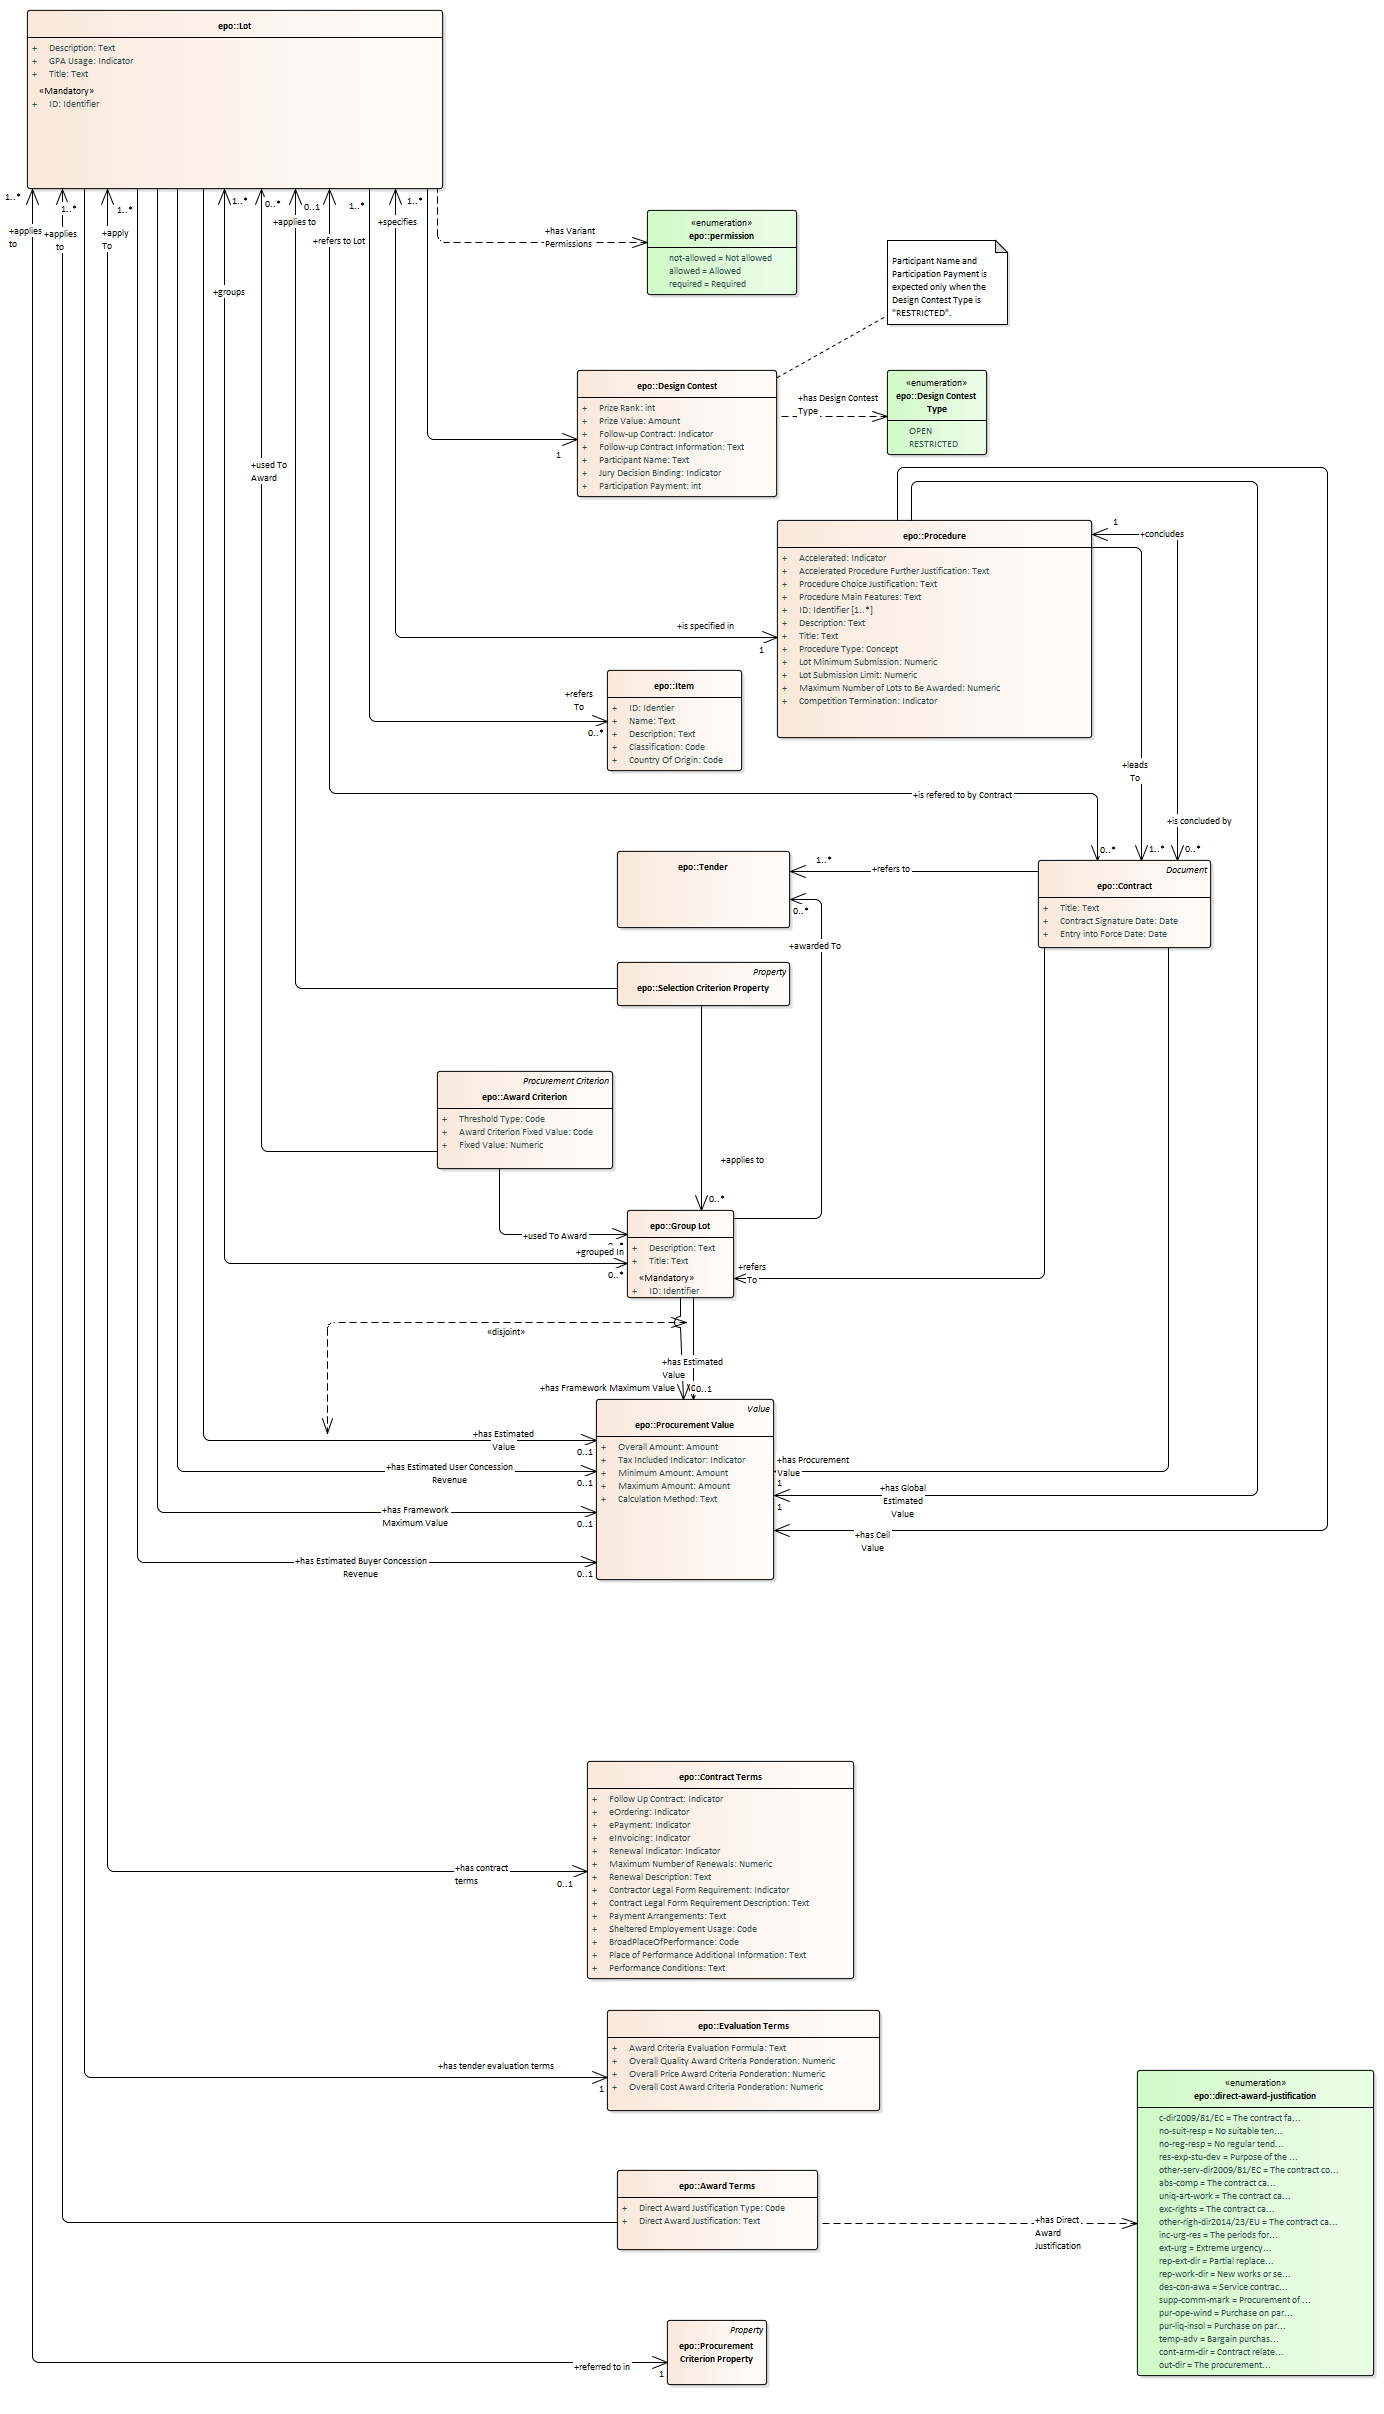 epo::Lot
+ Description: Text
+ GPA Usage: Indicator
+ Title: Text
«Mandatory»
+ ID: Identifier
1..*
+applies
to
1..*
+applies
to
1..*
+apply
To
1..*
+groups
0..*
+used To
Award
+applies to
0..1
+refers to Lot
1..*
+specifies
1..*
+has Variant
Permissions
«enumeration»
epo::permission
not-allowed = Not allowed
allowed = Allowed
required = Required
Participant Name and
Participation Payment is
expected only when the
Design Contest Type is
"RESTRICTED".
epo::Design Contest
+ Prize Rank: int
+ Prize Value: Amount
+ Follow-up Contract: Indicator
+ Follow-up Contract Information: Text
+ Participant Name: Text
+ Jury Decision Binding: Indicator
+ Participation Payment: int
1
+has Design Contest
Type
«enumeration»
epo::Design Contest
Type
OPEN
RESTRICTED
epo::Procedure
+ Accelerated: Indicator
+ Accelerated Procedure Further Justification: Text
+ Procedure Choice Justification: Text
+ Procedure Main Features: Text
+ ID: Identifier [1..*]
+ Description: Text
+ Title: Text
+ Procedure Type: Concept
+ Lot Minimum Submission: Numeric
+ Lot Submission Limit: Numeric
+ Maximum Number of Lots to Be Awarded: Numeric
+ Competition Termination: Indicator
1
+concludes
+is specified in
1
epo::Item
+ ID: Identier
+ Name: Text
+ Description: Text
+ Classification: Code
+ Country Of Origin: Code
+refers
To
0..*
+leads
To
+is refered to by Contract
+is concluded by
0..*
1..*
0..*
Document
epo::Contract
+ Title: Text
+ Contract Signature Date: Date
+ Entry into Force Date: Date
epo::Tender
1..*
+refers to
0..*
+awarded To
Property
epo::Selection Criterion Property
Procurement Criterion
epo::Award Criterion
+ Threshold Type: Code
+ Award Criterion Fixed Value: Code
+ Fixed Value: Numeric
+applies to
0..*
+used To Award
+grouped In
0..*
epo::Group Lot
+ Description: Text
+ Title: Text
«Mandatory»
+ ID: Identifier
+refers
To
«disjoint»
+has Estimated
Value
+has Framework Maximum Value
0..1
Value
epo::Procurement Value
+ Overall Amount: Amount
+ Tax Included Indicator: Indicator
+ Minimum Amount: Amount
+ Maximum Amount: Amount
+ Calculation Method: Text
+has Estimated
Value
0..1
+has Estimated User Concession
Revenue
0..1
+has Framework
Maximum Value
0..1
+has Estimated Buyer Concession
Revenue
0..1
+has Procurement
Value
1
+has Global
Estimated
Value
1
+has Ceil
Value
epo::Contract Terms
+ Follow Up Contract: Indicator
+ eOrdering: Indicator
+ ePayment: Indicator
+ eInvoicing: Indicator
+ Renewal Indicator: Indicator
+ Maximum Number of Renewals: Numeric
+ Renewal Description: Text
+ Contractor Legal Form Requirement: Indicator
+ Contract Legal Form Requirement Description: Text
+ Payment Arrangements: Text
+ Sheltered Employement Usage: Code
+ BroadPlaceOfPerformance: Code
+ Place of Performance Additional Information: Text
+ Performance Conditions: Text
+has contract
terms
0..1
epo::Evaluation Terms
+ Award Criteria Evaluation Formula: Text
+ Overall Quality Award Criteria Ponderation: Numeric
+ Overall Price Award Criteria Ponderation: Numeric
+ Overall Cost Award Criteria Ponderation: Numeric
+has tender evaluation terms
1
epo::Award Terms
+ Direct Award Justification Type: Code
+ Direct Award Justification: Text
+has Direct
Award
Justification
«enumeration»
epo::direct-award-justification
c-dir2009/81/EC = The contract fa...
no-suit-resp = No suitable ten...
no-reg-resp = No regular tend...
res-exp-stu-dev = Purpose of the ...
other-serv-dir2009/81/EC = The contract co...
abs-comp = The contract ca...
uniq-art-work = The contract ca...
exc-rights = The contract ca...
other-righ-dir2014/23/EU = The contract ca...
inc-urg-res = The periods for...
ext-urg = Extreme urgency...
rep-ext-dir = Partial replace...
rep-work-dir = New works or se...
des-con-awa = Service contrac...
supp-comm-mark = Procurement of ...
pur-ope-wind = Purchase on par...
pur-liq-insol = Purchase on par...
temp-adv = Bargain purchas...
cont-arm-dir = Contract relate...
out-dir = The procurement...
Property
epo::Procurement
Criterion Property
+referred to in
1